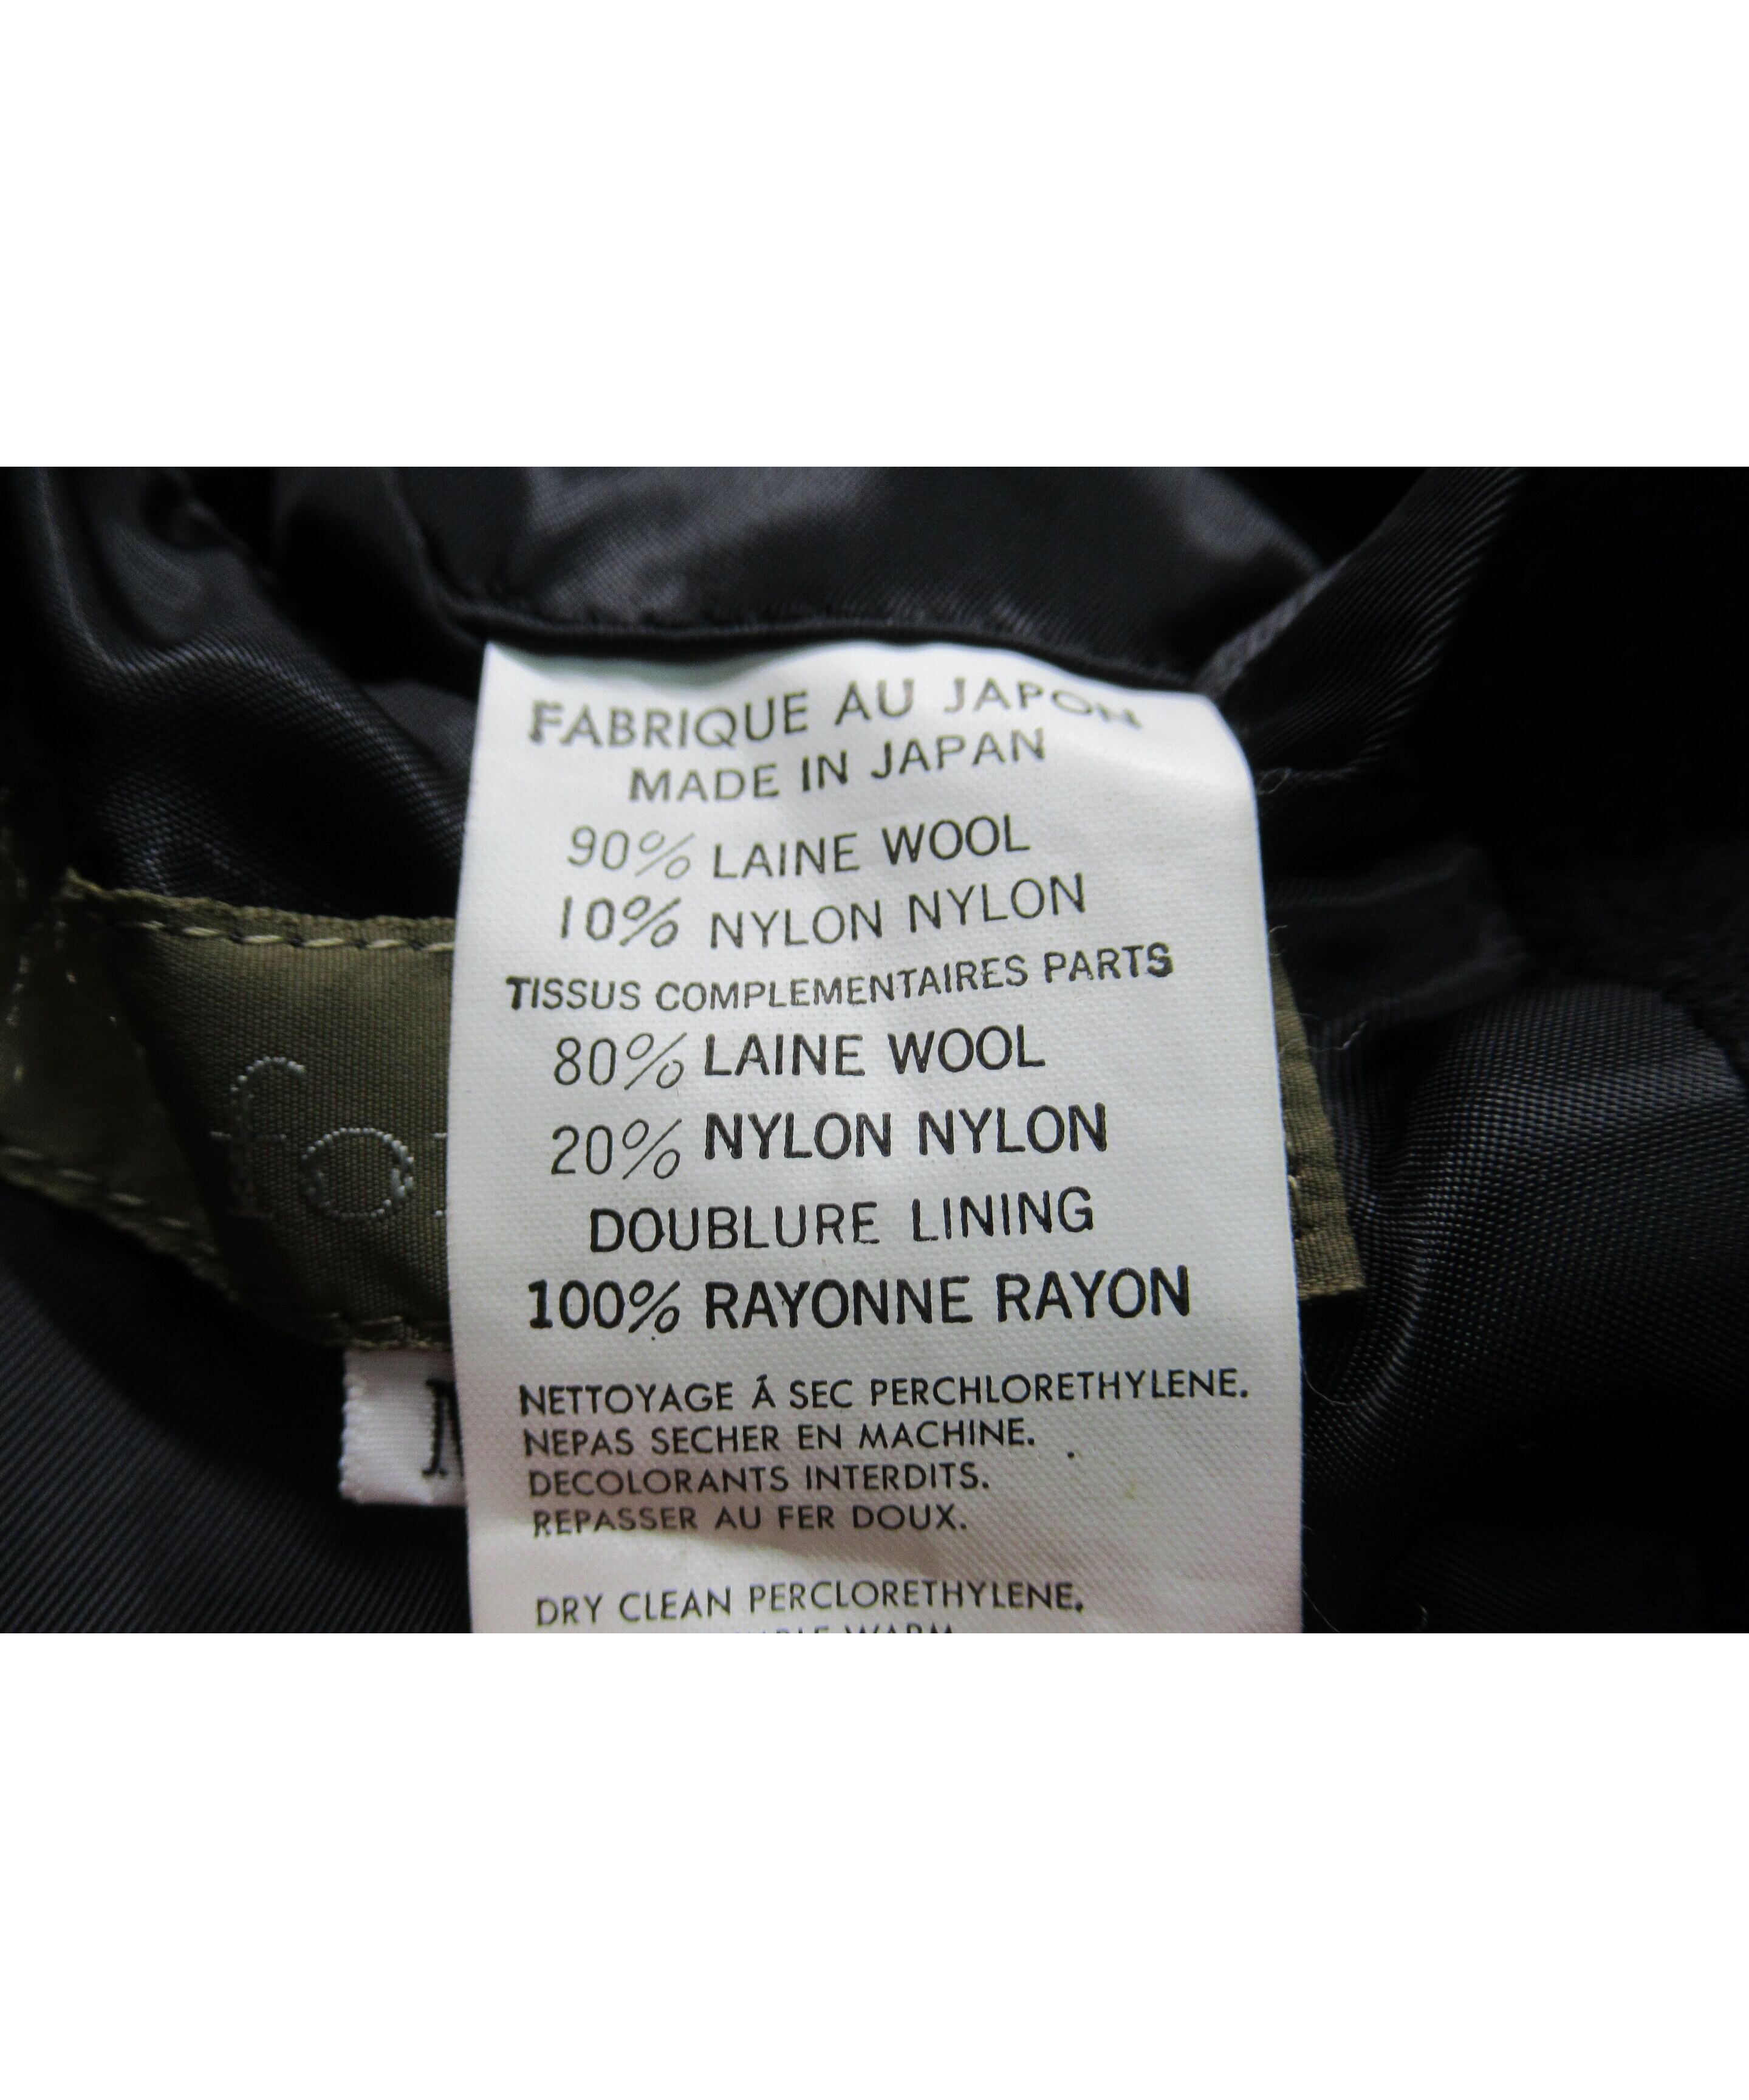 FABRIQUE AU JAPON
MADE IN JAPAN
90% LAINE WOOL
10% NYLON NYLON
TISSUS COMPLEMENTAIRES PARTS
80% LAINE WOOL
20% NYLON NYLON
DOUBLURE LINING
100% RAYONNE RAYON
NETTOYAGE Á SEC PERCHLORETHYLENE.
NEPAS SECHER EN MACHINE.
DECOLORANTS INTERDITS.
REPASSER AU FER DOUX.
DRY CLEAN PERCLORETHYLENE.
WARM
fo